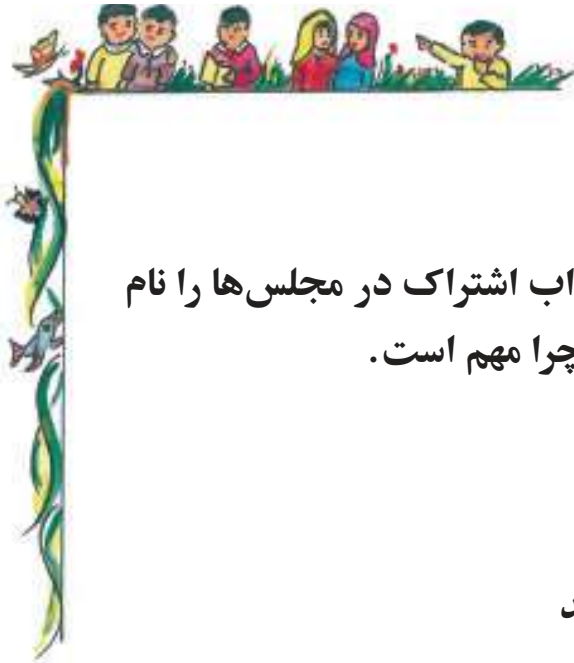 اب اشتراک در مجلس‌ها را نام
چرا مهم است.